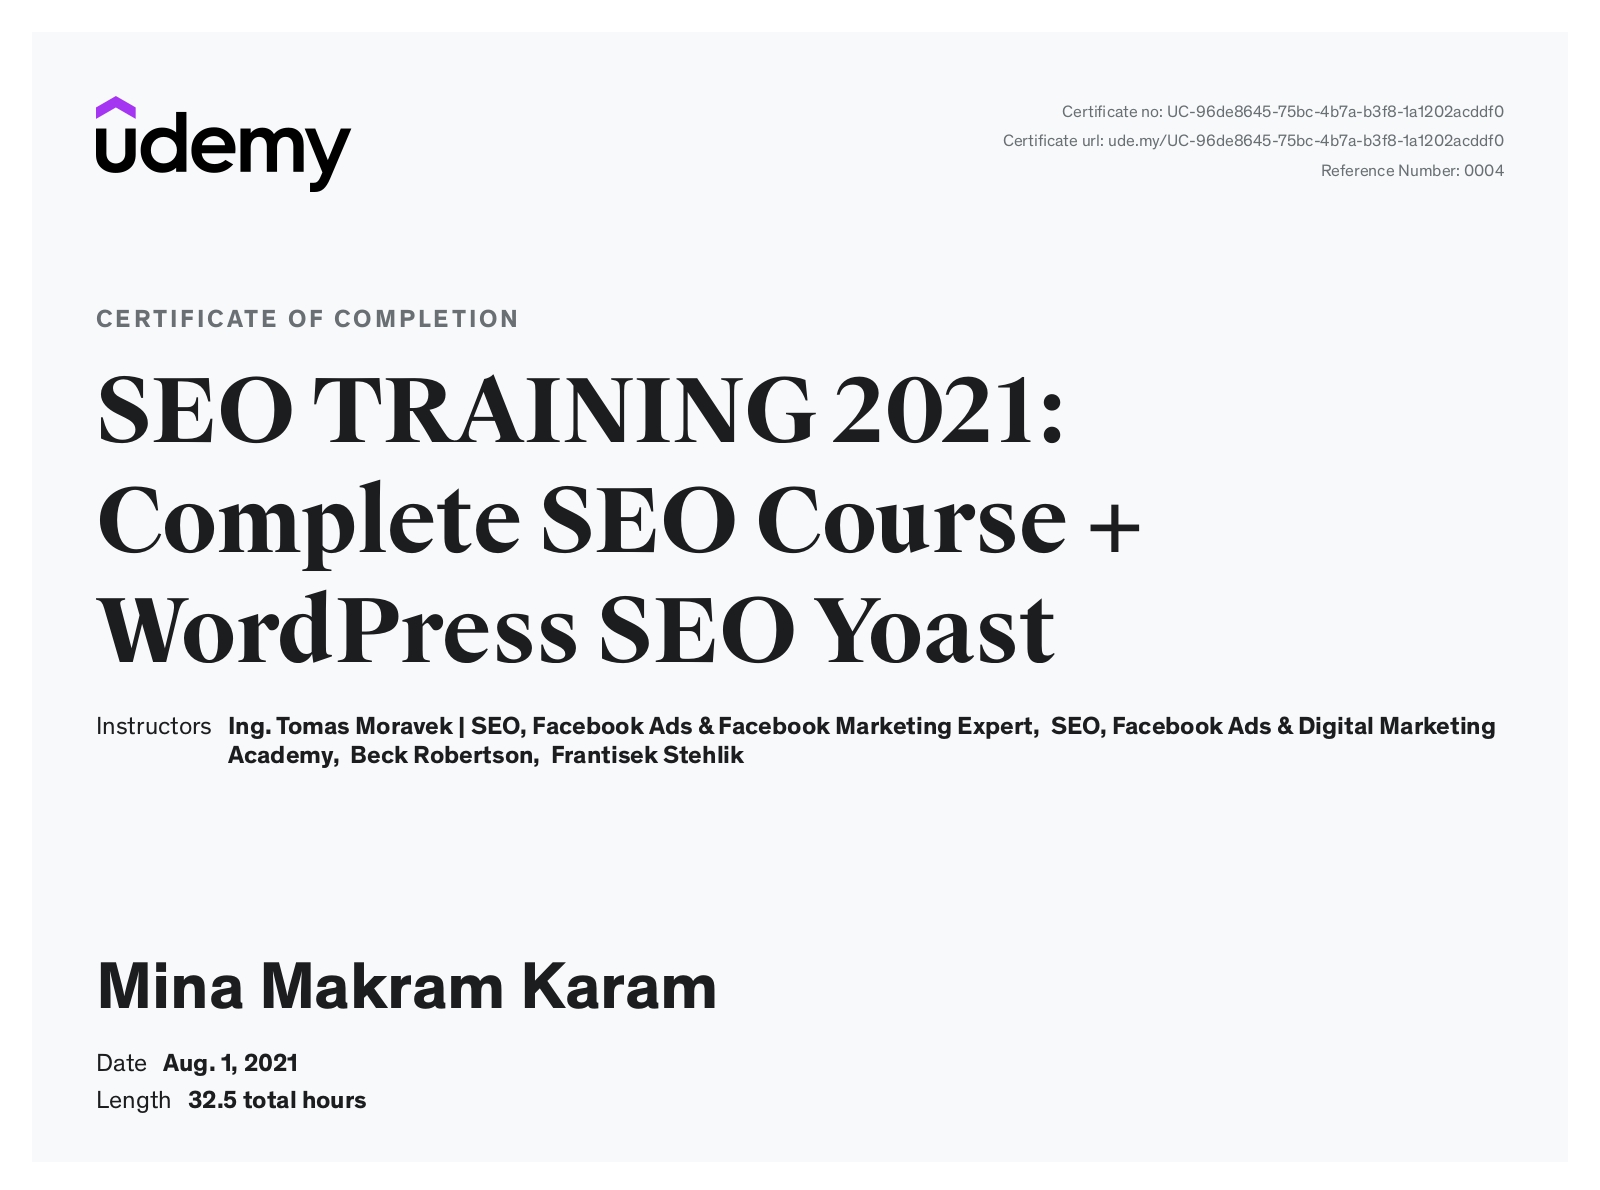 udemy
Certificate no: UC-96de8645-75bc-4b7a-b3f8-1a1202acddf0
Certificate url: ude.my/UC-96de8645-75bc-4b7a-b3f8-1a1202acddf0
Reference Number: 0004
CERTIFICATE OF COMPLETION
SEO TRAINING 2021:
Complete SEO Course +
WordPress SEO Yoast
Instructors Ing. Tomas Moravek | SEO, Facebook Ads & Facebook Marketing Expert, SEO, Facebook Ads & Digital Marketing
Academy, Beck Robertson, Frantisek Stehlik
Mina Makram Karam
Date Aug. 1, 2021
Length 32.5 total hours